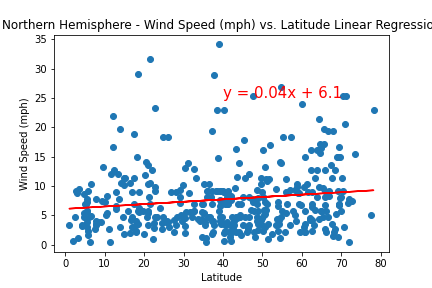 Northern Hemisphere - Wind Speed (mph) vs. Latitude Linear Regressio
35
30
25
20
15
10
5
0
Wind Speed (mph)
y = 0.04x + 6.1
0 10 20 30 40 50 60 70 80
Latitude